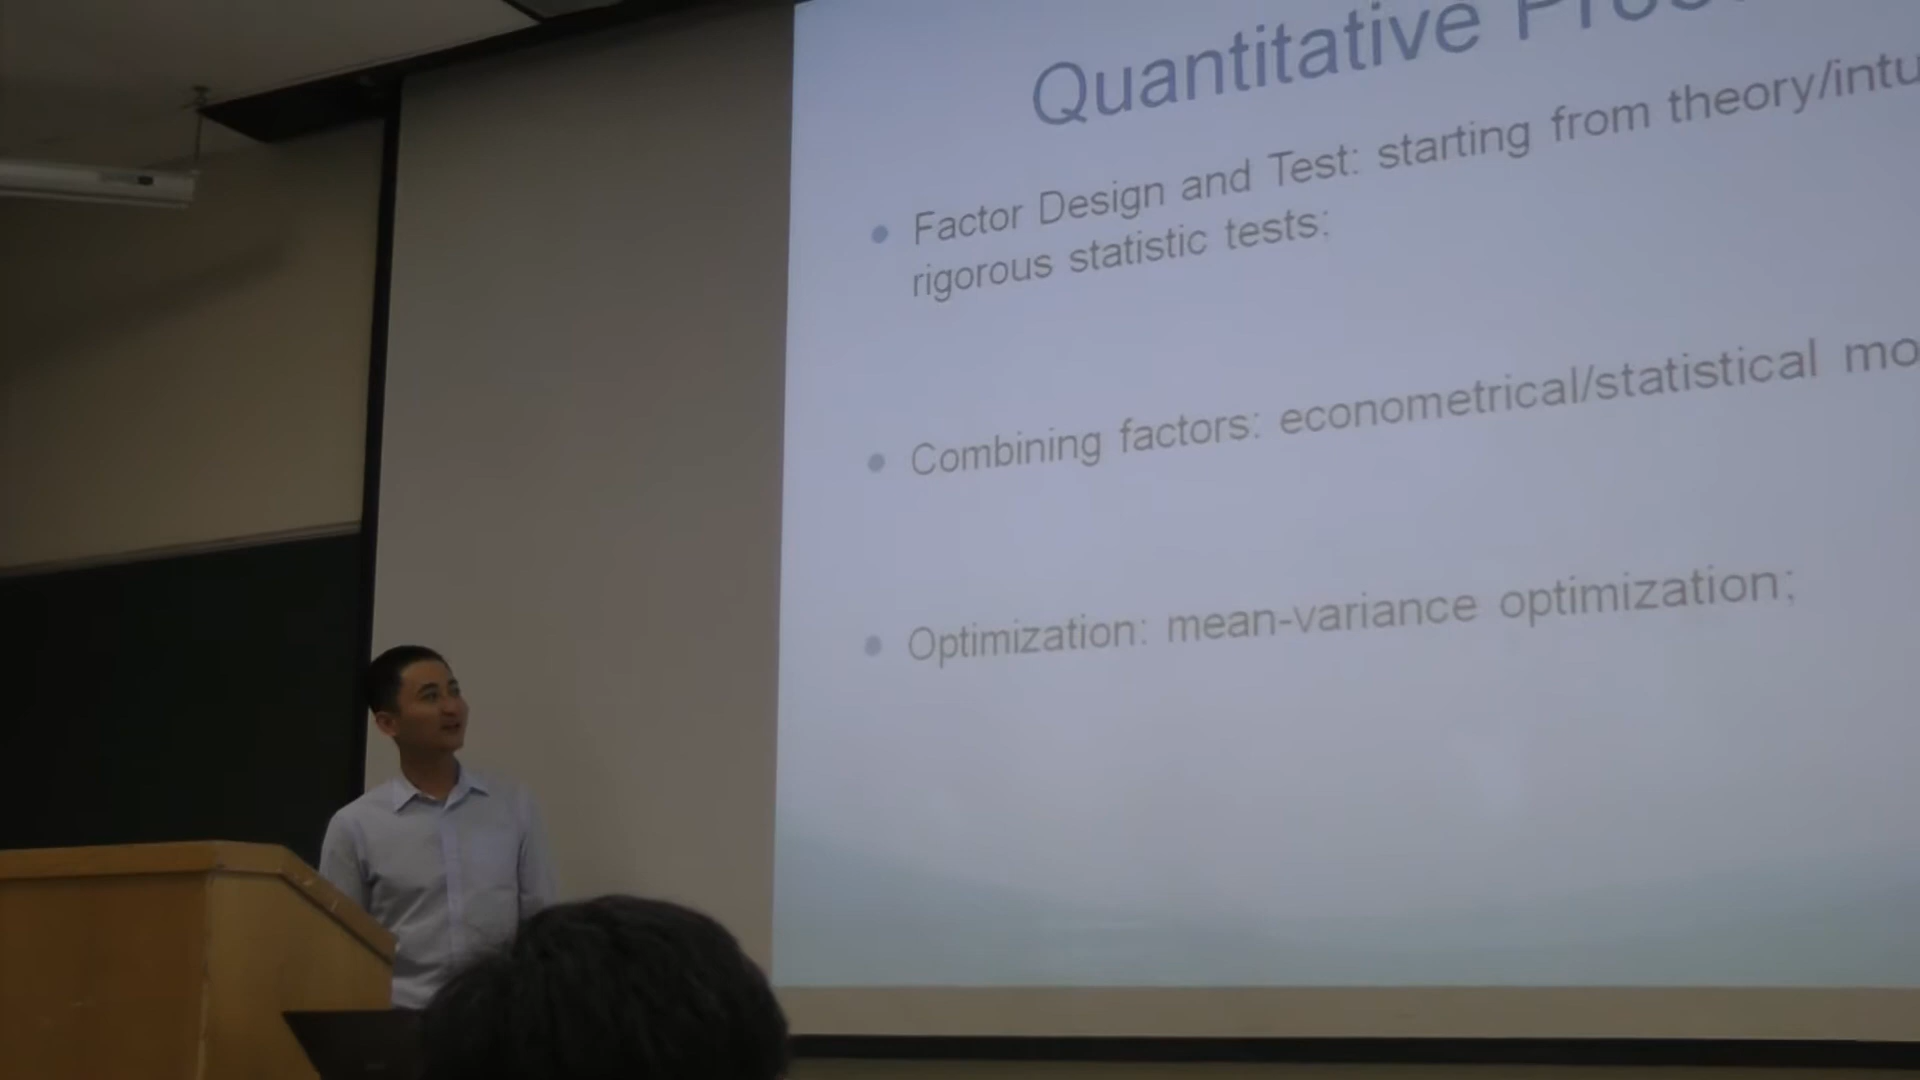 Quantitative
Factor Design and Test: starting from theory/intu
rigorous statistic tests;
Combining factors: econometrical/statistical mo
Optimization: mean-variance optimization;